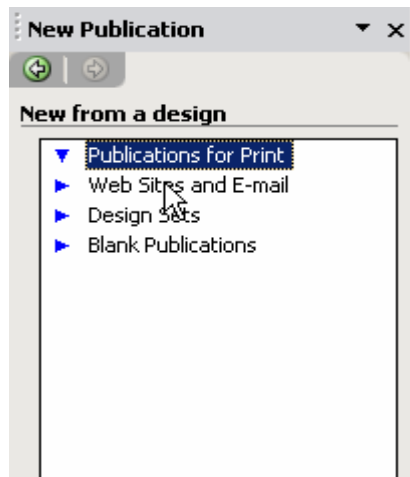 New Publication
New from a design
Publications for Print
Web Sites and E-mail
Design Sets
Blank Publications